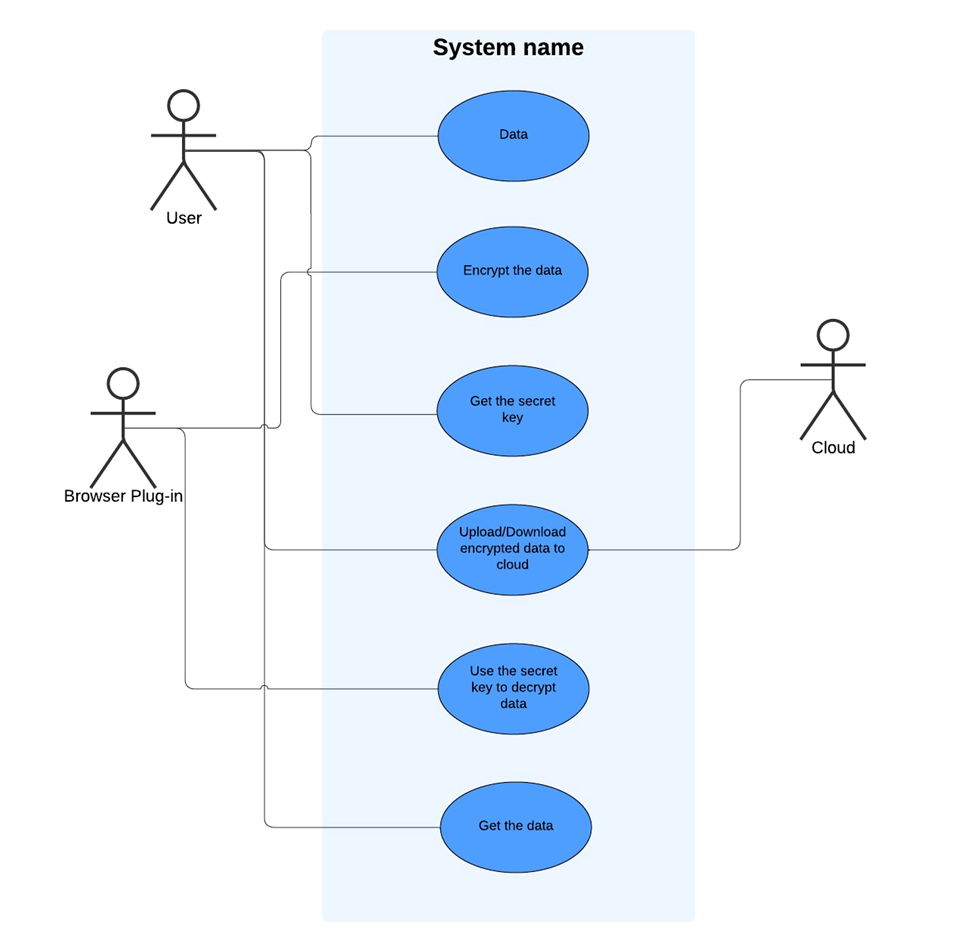 System name
Data
User
Encrypt the data
Get the secret
key
Cloud
Browser Plug-in
Upload/Download
encrypted data to
cloud
Use the secret
key to decrypt
data
Get the data